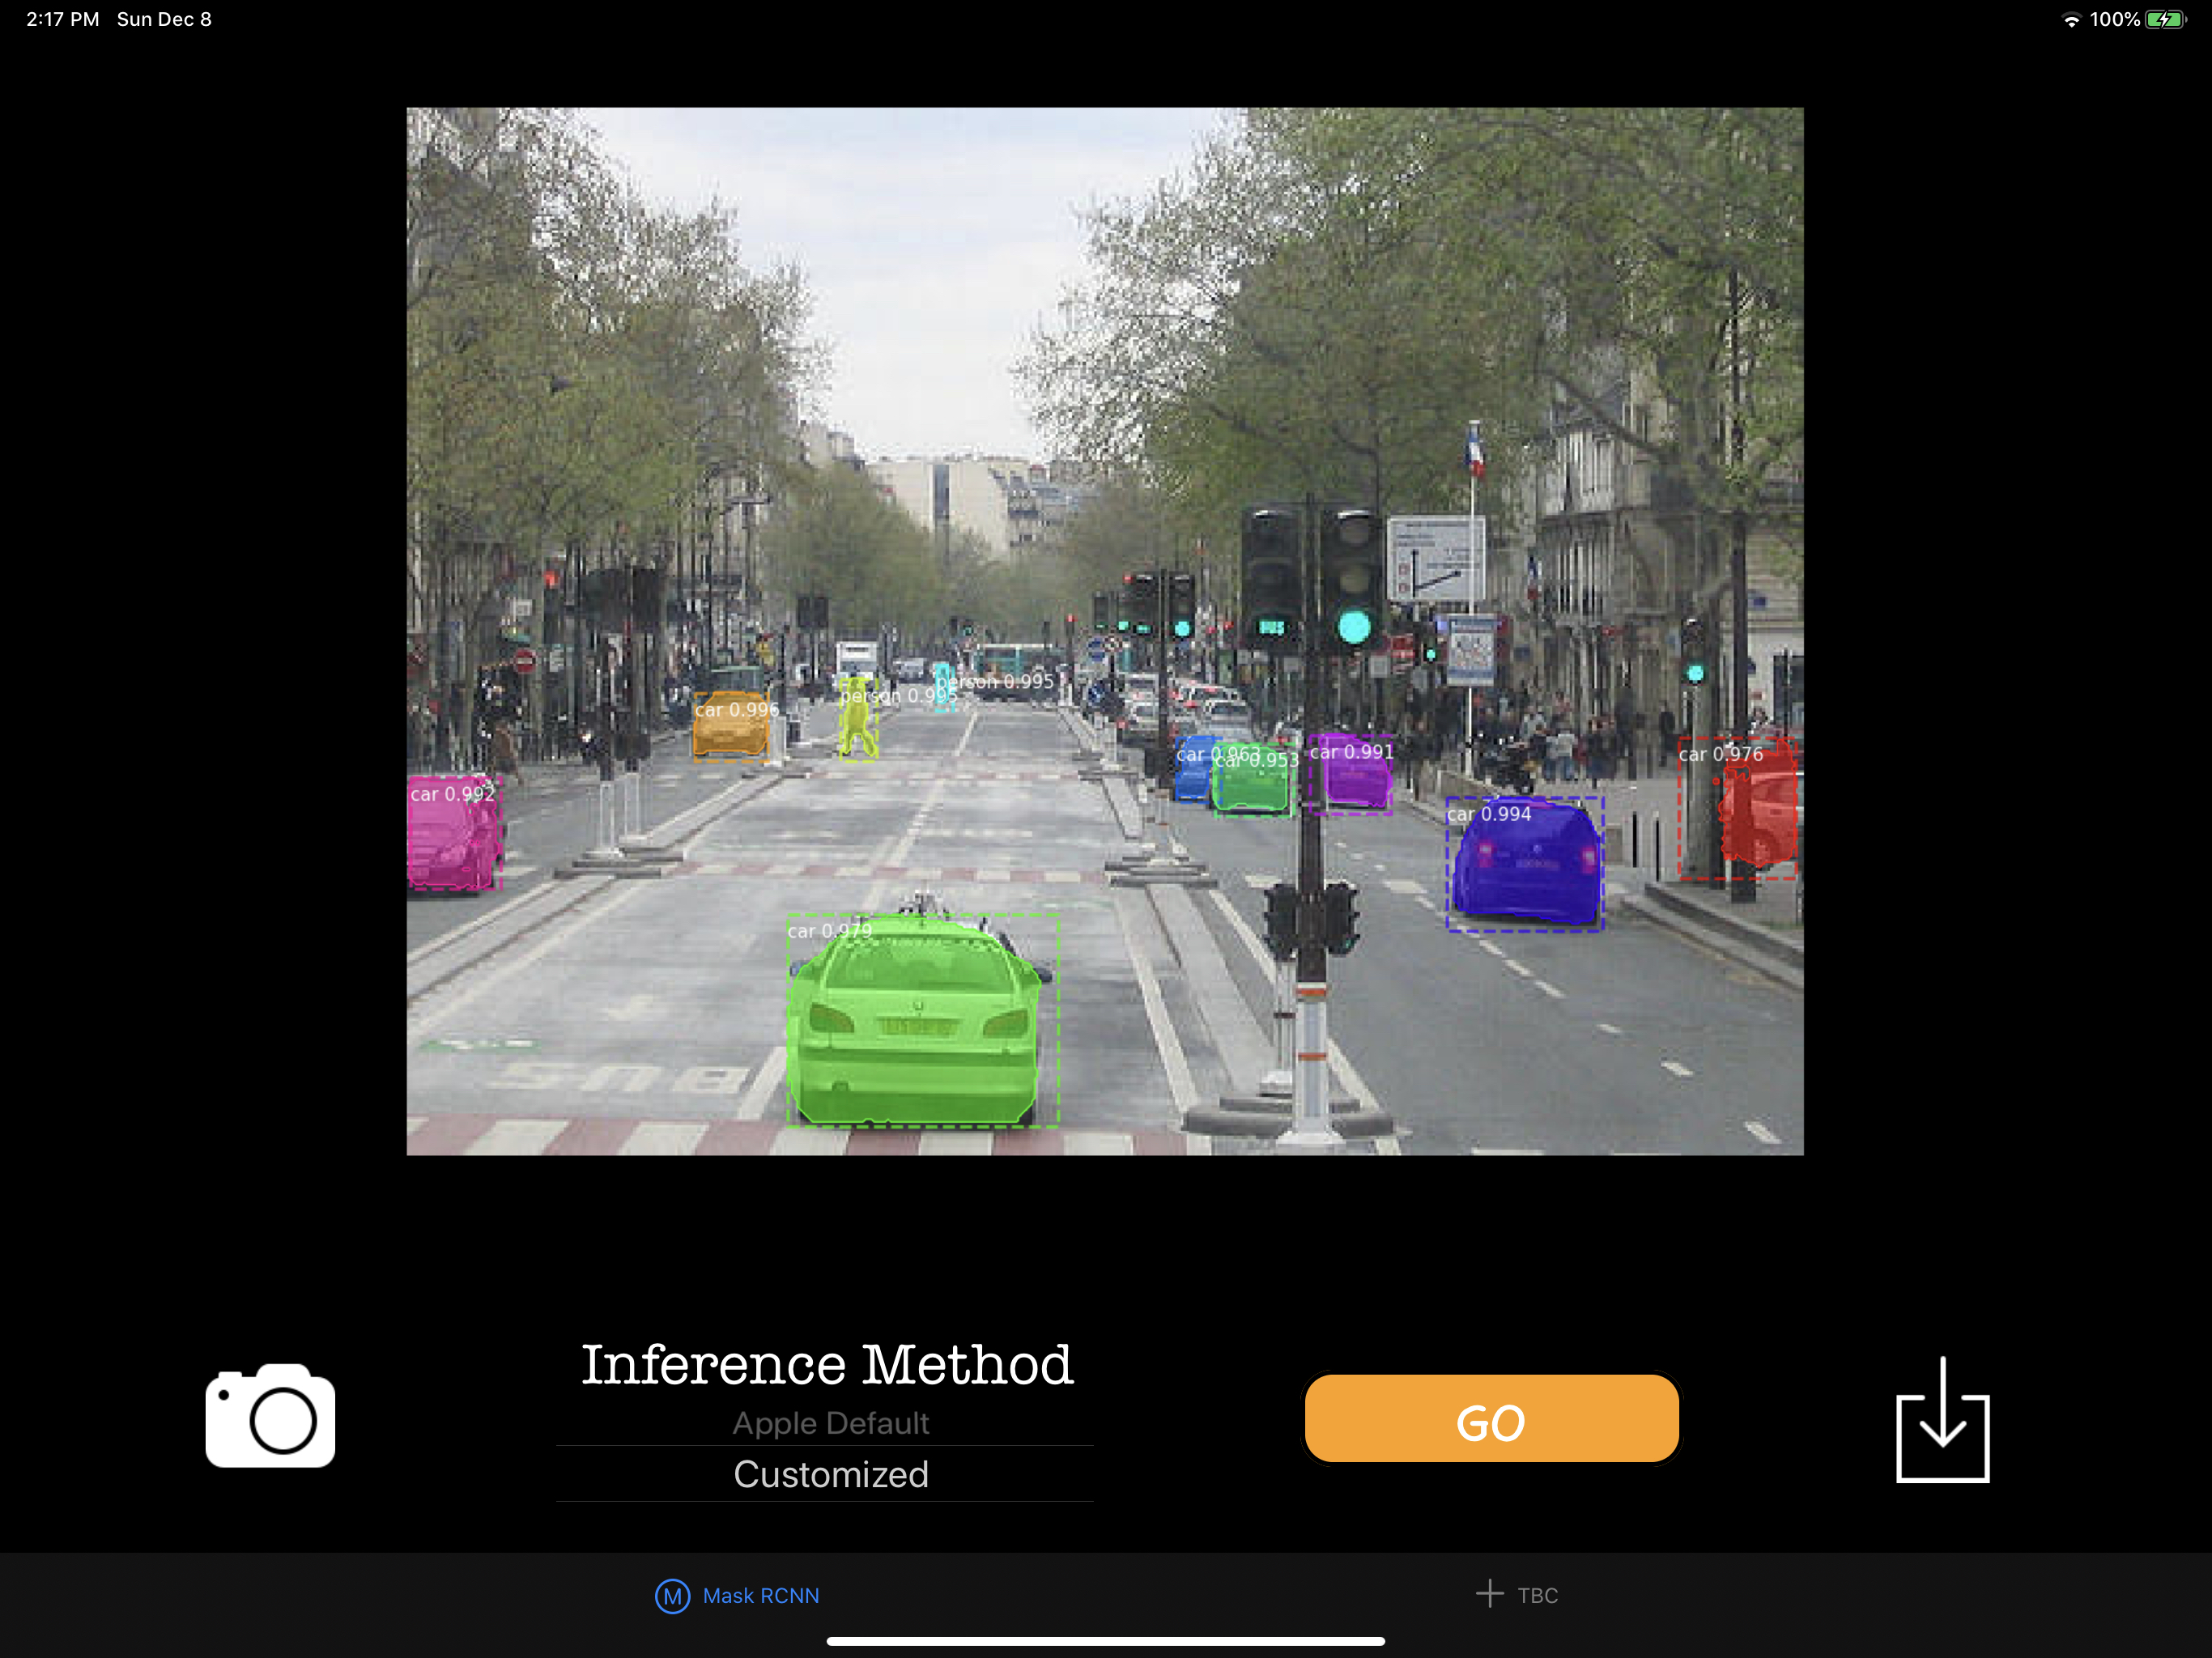 2:17 PM Sun Dec 8
100%
person 0.995
person 0.995
car 0.996
car 0.963
car 0.953
car 0.991
car 0.976
car 0.992
car 0.994
car 0.979
BUS
Inference Method
Apple Default
Customized
GO
M Mask RCNN
TBC